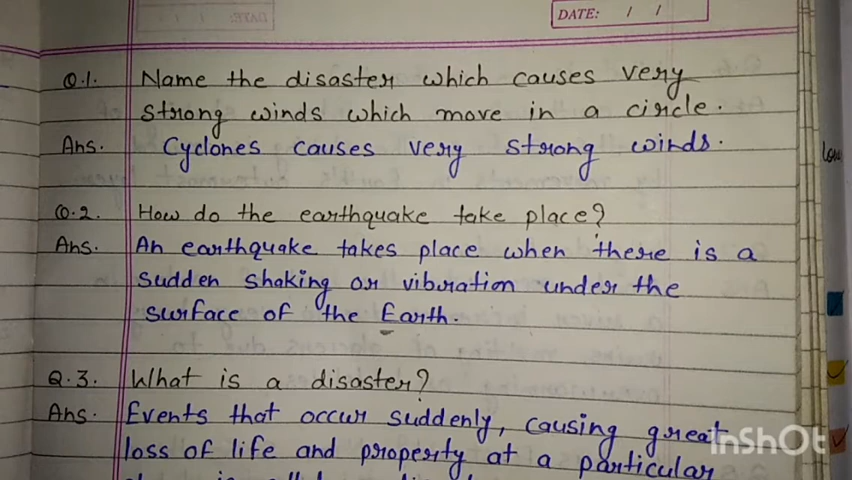 DATE: / /
Q.1. Name the disaster which causes very
strong winds which move in a circle.
Ans. Cyclones causes very strong winds.
Q.2. How do the earthquake take place?
Ans. An earthquake takes place when there is a
sudden shaking or vibration under the
surface of the Earth.
Q.3. What is a disaster?
Ans. Events that occur suddenly, causing great
loss of life and property at a particular
InShOt